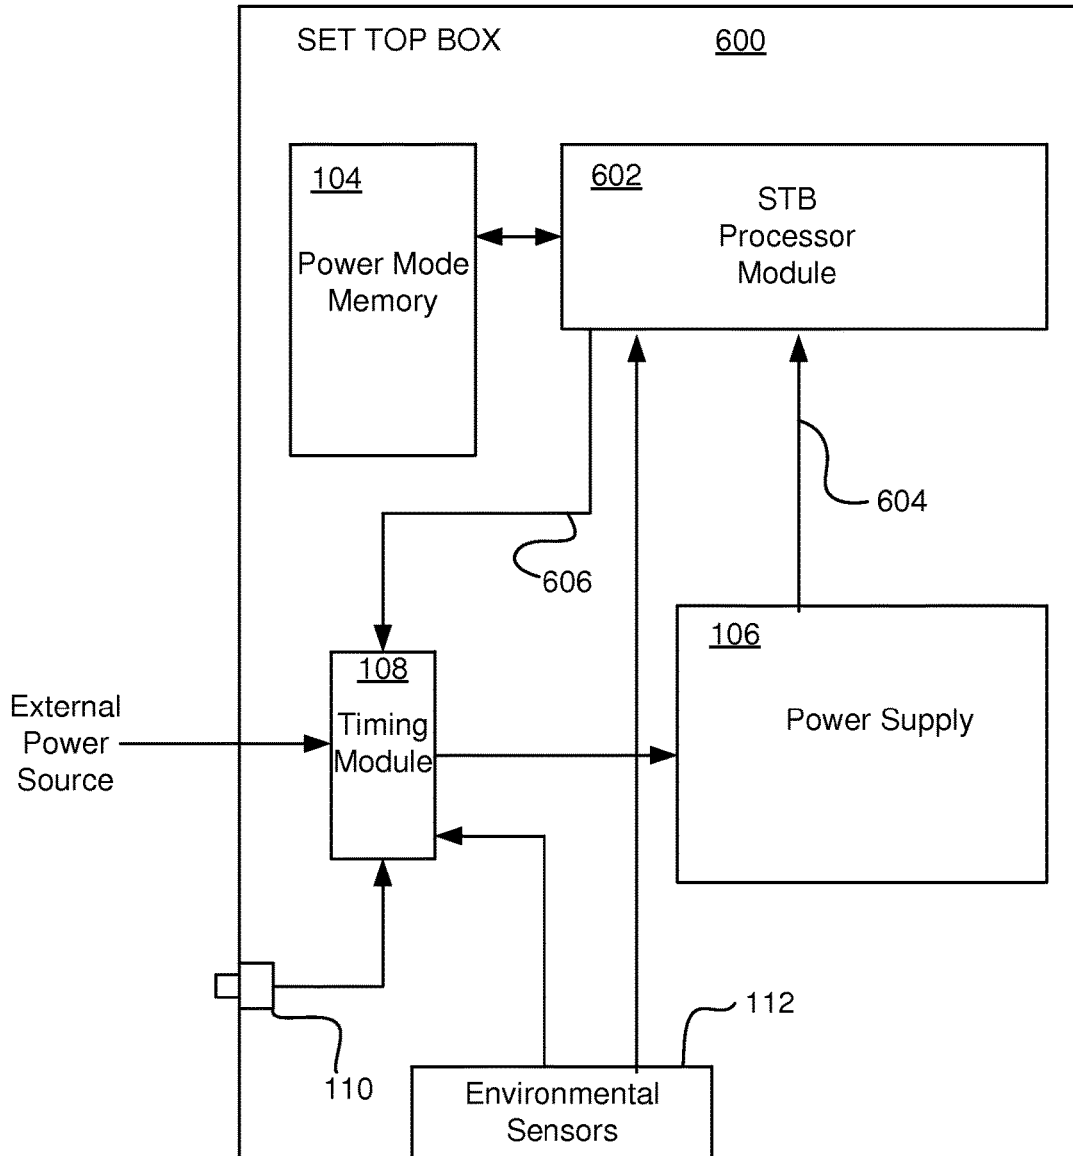 SET TOP BOX 600
104
Power Mode
Memory
602
STB
Processor
Module
604
606
106
Power Supply
108
Timing
Module
External
Power
Source
110
112
Environmental
Sensors